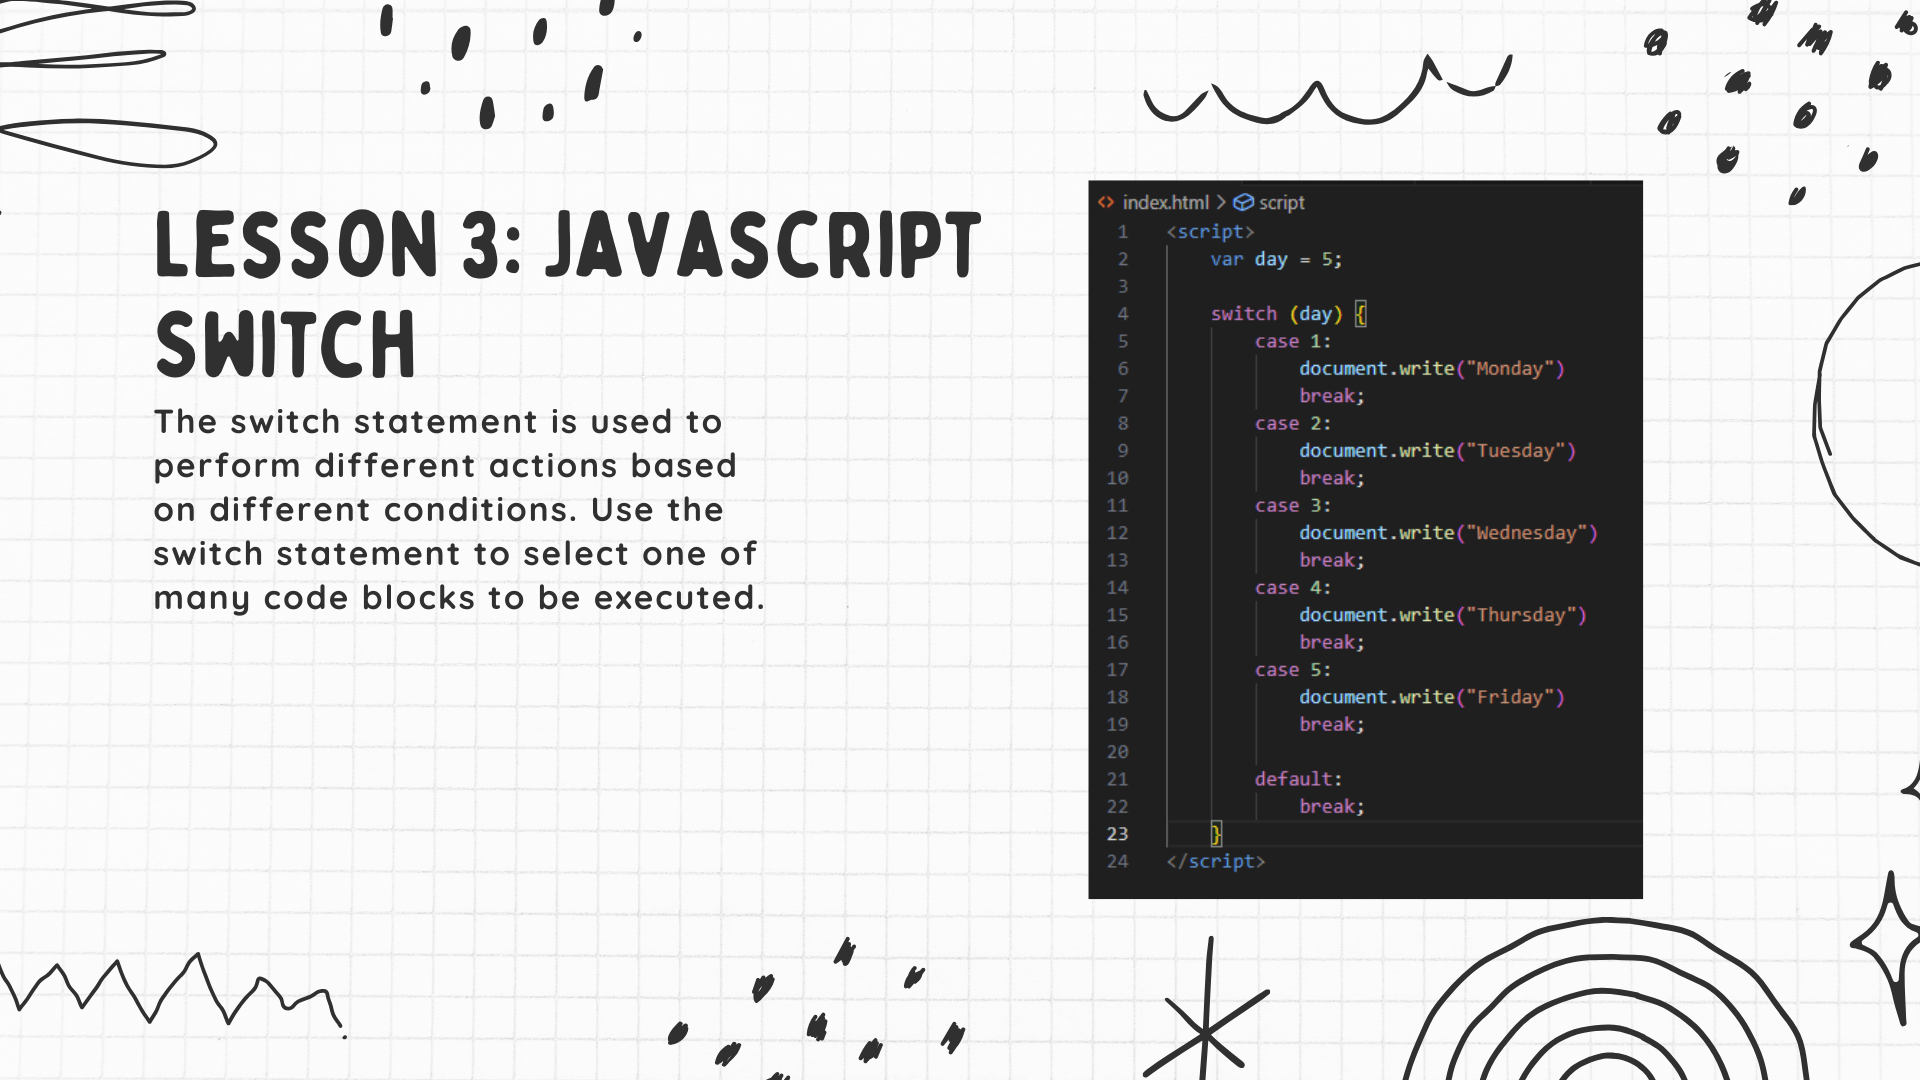 LESSON 3: JAVASCRIPT
SWITCH
The switch statement is used to
perform different actions based
on different conditions. Use the
switch statement to select one of
many code blocks to be executed.
<> index.html > script
1 <script>
2 var day = 5;
3
4 switch (day) {
5 case 1:
6 document.write("Monday")
7 break;
8 case 2:
9 document.write("Tuesday")
10 break;
11 case 3:
12 document.write("Wednesday")
13 break;
14 case 4:
15 document.write("Thursday")
16 break;
17 case 5:
18 document.write("Friday")
19 break;
20
21 default:
22 break;
23 }
24 </script>